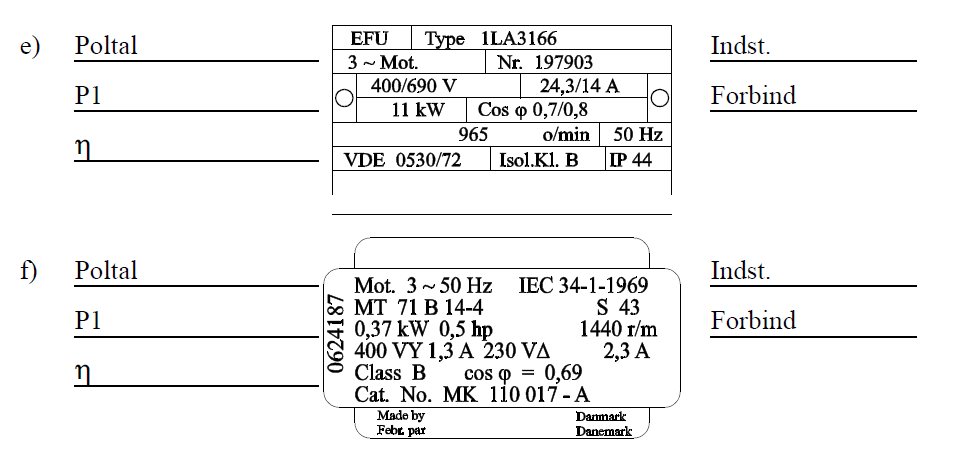 e) Poltal
P1
η
EFU Type 1LA3166
3 ~ Mot. Nr. 197903
400/690 V 24,3/14 A
11 kW Cos φ 0,7/0,8
965 o/min 50 Hz
VDE 0530/72 Isol.Kl. B IP 44
Indst.
Forbind
f) Poltal
P1
η
0624187
Mot. 3 ~ 50 Hz IEC 34-1-1969
MT 71 B 14-4 S 43
0,37 kW 0,5 hp 1440 r/m
400 VY 1,3 A 230 VΔ 2,3 A
Class B cos φ = 0,69
Cat. No. MK 110 017 - A
Made by Danmark
Febr. par Danemark
Indst.
Forbind